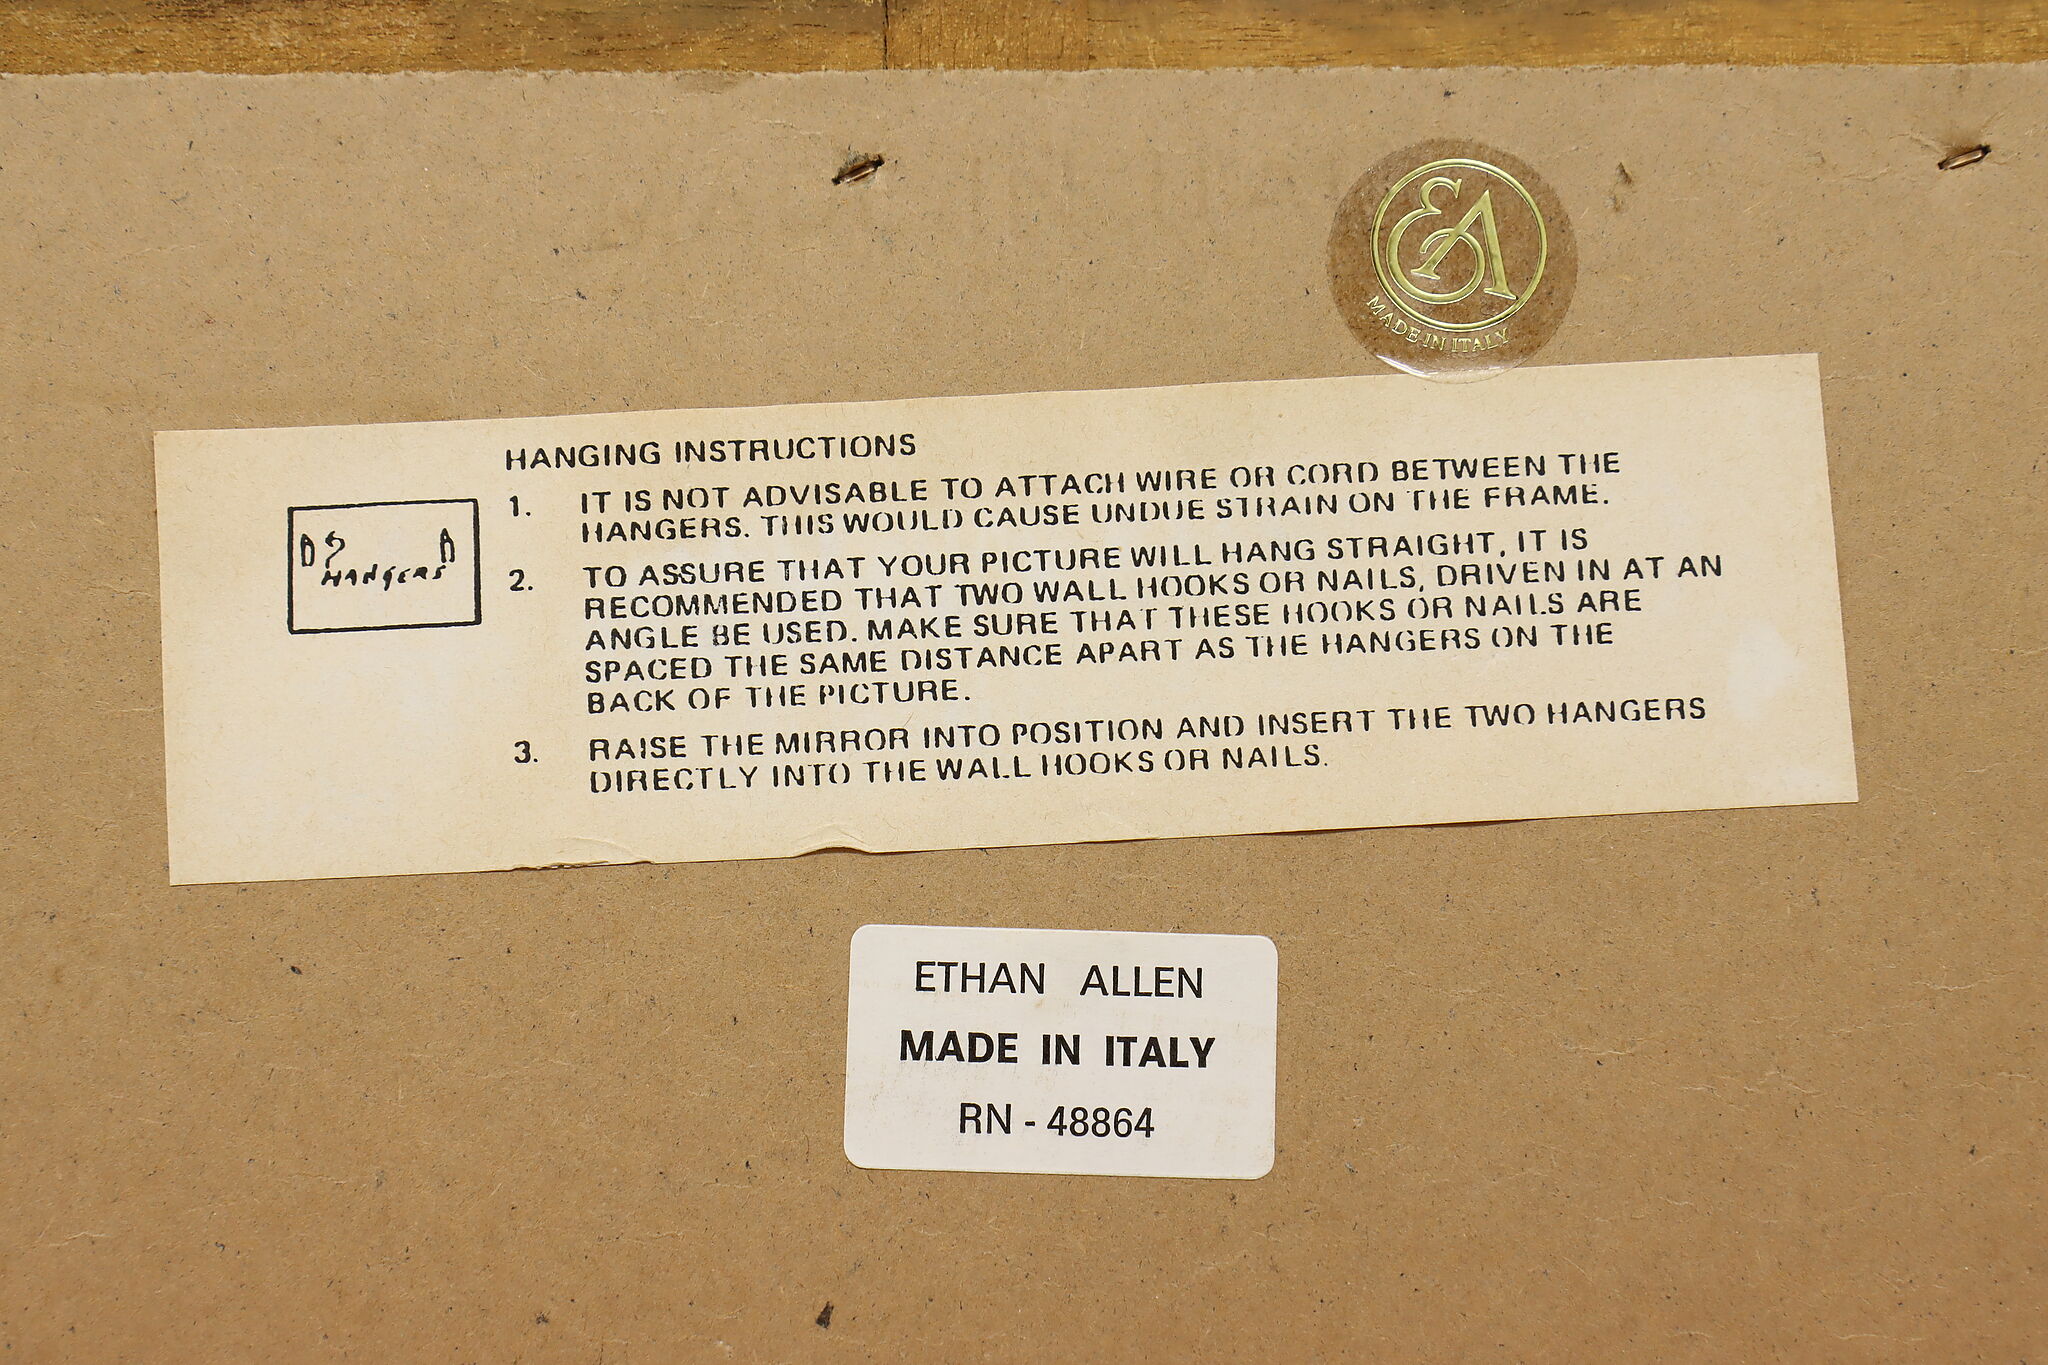 EA
MADE IN ITALY
HANGING INSTRUCTIONS
HANGERS
1. IT IS NOT ADVISABLE TO ATTACH WIRE OR CORD BETWEEN THE
HANGERS. THIS WOULD CAUSE UNDUE STRAIN ON THE FRAME.
2. TO ASSURE THAT YOUR PICTURE WILL HANG STRAIGHT, IT IS
RECOMMENDED THAT TWO WALL HOOKS OR NAILS, DRIVEN IN AT AN
ANGLE BE USED. MAKE SURE THAT THESE HOOKS OR NAILS ARE
SPACED THE SAME DISTANCE APART AS THE HANGERS ON THE
BACK OF THE PICTURE.
3. RAISE THE MIRROR INTO POSITION AND INSERT THE TWO HANGERS
DIRECTLY INTO THE WALL HOOKS OR NAILS.
ETHAN ALLEN
MADE IN ITALY
RN - 48864